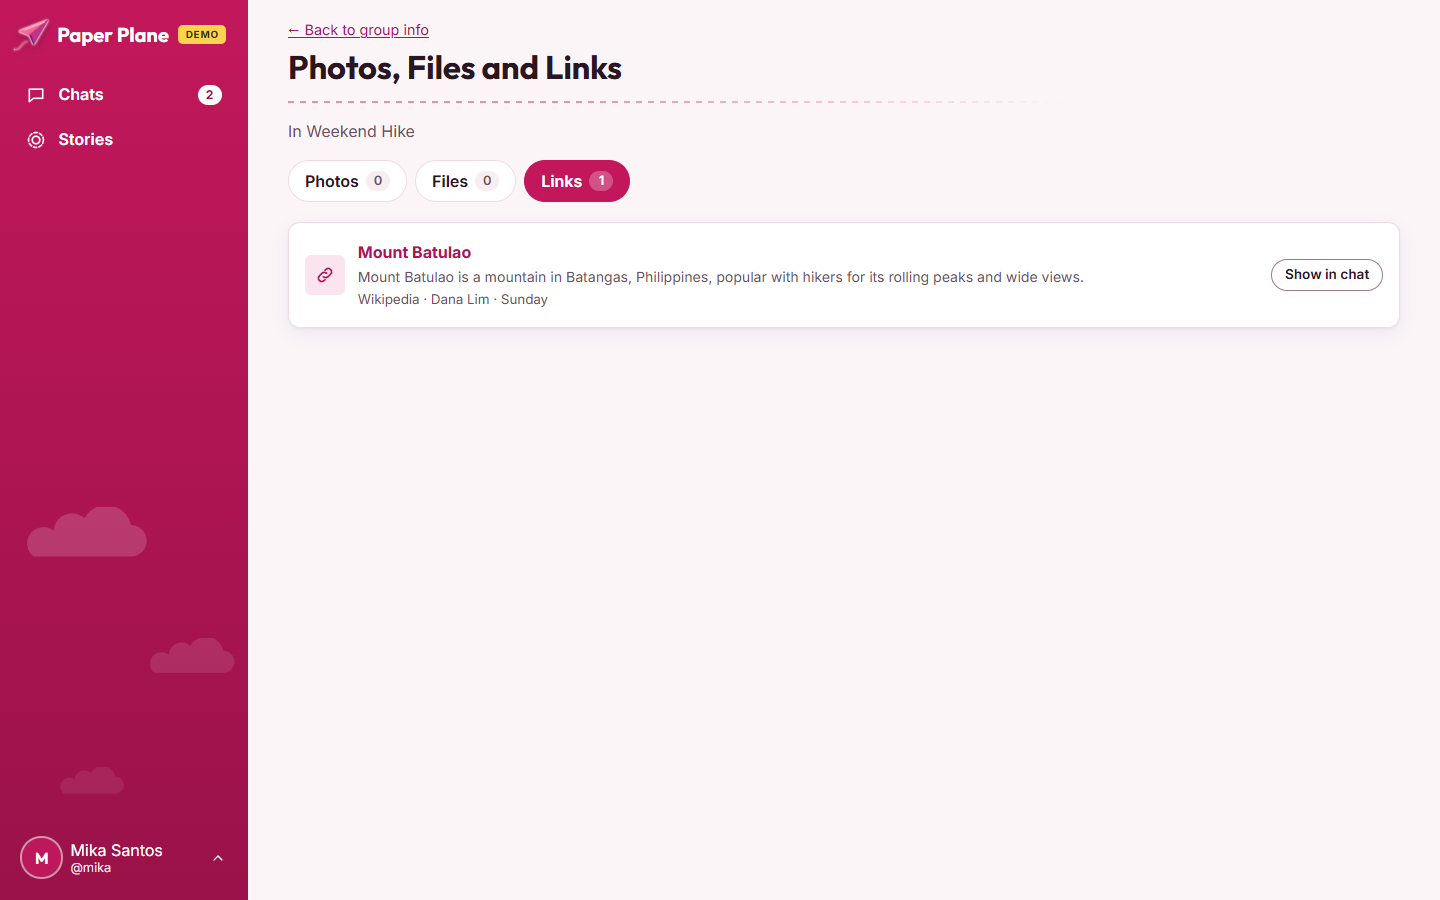 Paper Plane DEMO
Chats 2
Stories
← Back to group info
Photos, Files and Links
In Weekend Hike
Photos 0 Files 0 Links 1
Mount Batulao
Mount Batulao is a mountain in Batangas, Philippines, popular with hikers for its rolling peaks and wide views.
Wikipedia · Dana Lim · Sunday
Show in chat
M
Mika Santos
@mika